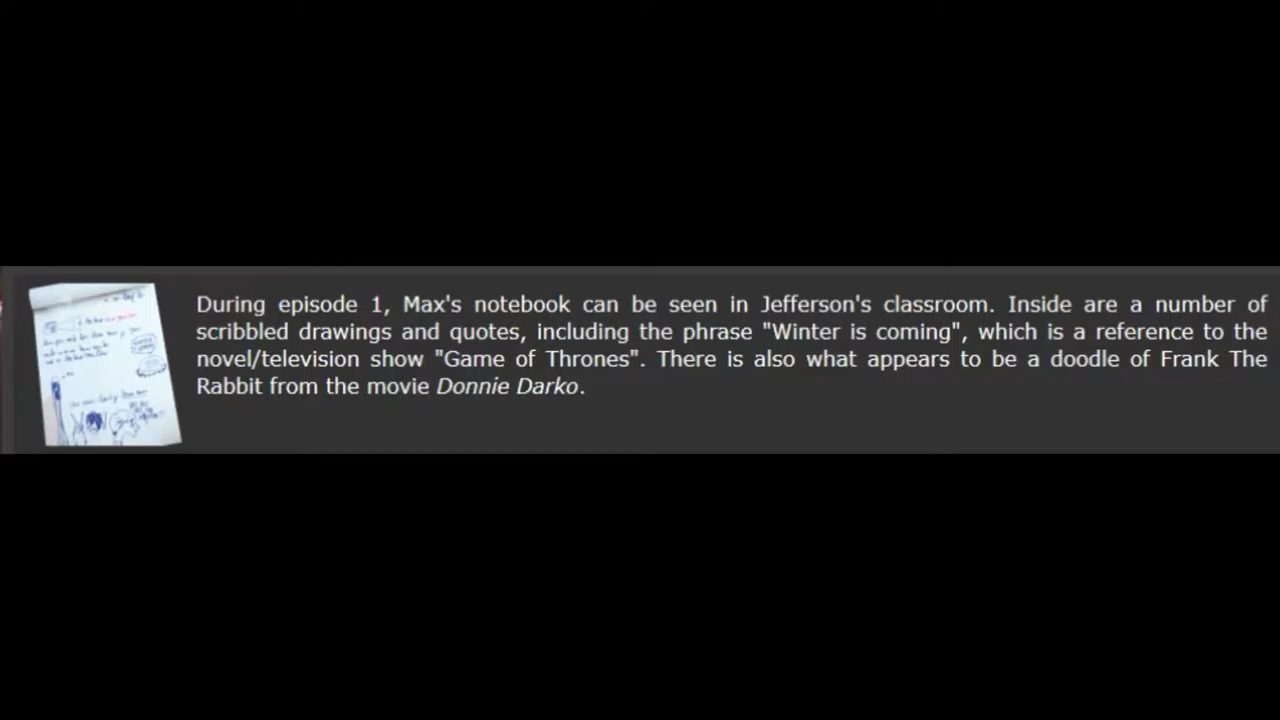 During episode 1, Max's notebook can be seen in Jefferson's classroom. Inside are a number of
scribbled drawings and quotes, including the phrase "Winter is coming", which is a reference to the
novel/television show "Game of Thrones". There is also what appears to be a doodle of Frank The
Rabbit from the movie Donnie Darko.